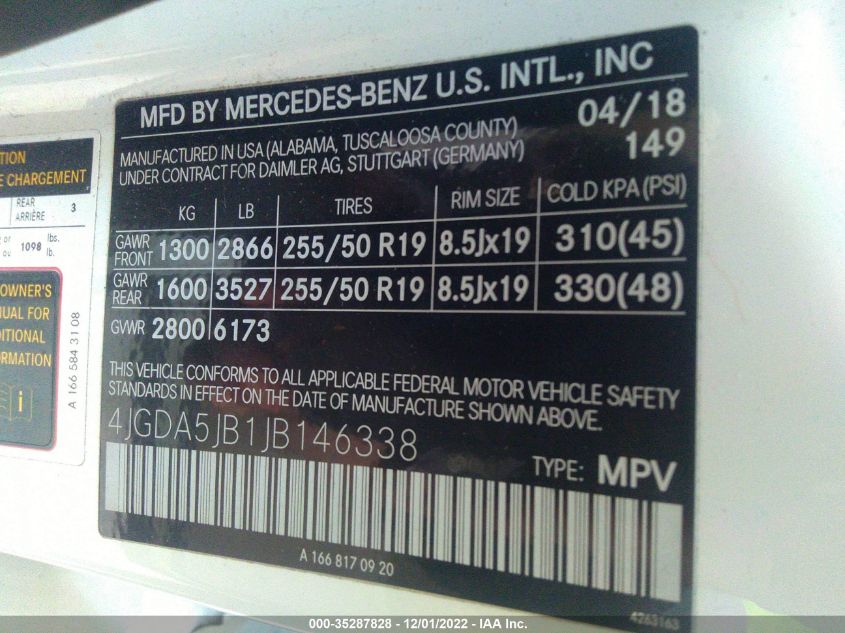 MFD BY MERCEDES-BENZ U.S. INTL., INC
04/18
MANUFACTURED IN USA (ALABAMA, TUSCALOOSA COUNTY)
UNDER CONTRACT FOR DAIMLER AG, STUTTGART (GERMANY)
149
KG LB TIRES RIM SIZE COLD KPA (PSI)
GAWR FRONT 1300 2866 255/50 R19 8.5Jx19 310(45)
GAWR REAR 1600 3527 255/50 R19 8.5Jx19 330(48)
GVWR 2800 6173
THIS VEHICLE CONFORMS TO ALL APPLICABLE FEDERAL MOTOR VEHICLE SAFETY
STANDARDS IN EFFECT ON THE DATE OF MANUFACTURE SHOWN ABOVE.
4JGDA5JB1JB146338
TYPE: MPV
A 166 817 09 20
4263163
TION
E CHARGEMENT
REAR 3
ARRIÈRE
or 1098 lbs.
ou lb.
OWNER'S
UAL FOR
DITIONAL
ORMATION
A 166 584 31 08
000-35287828 - 12/01/2022 - IAA Inc.